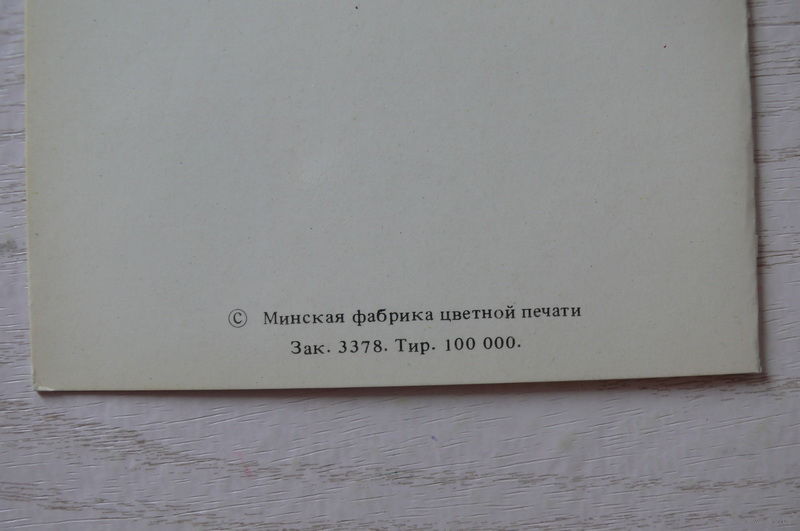 © Минская фабрика цветной печати
Зак. 3378. Тир. 100 000.